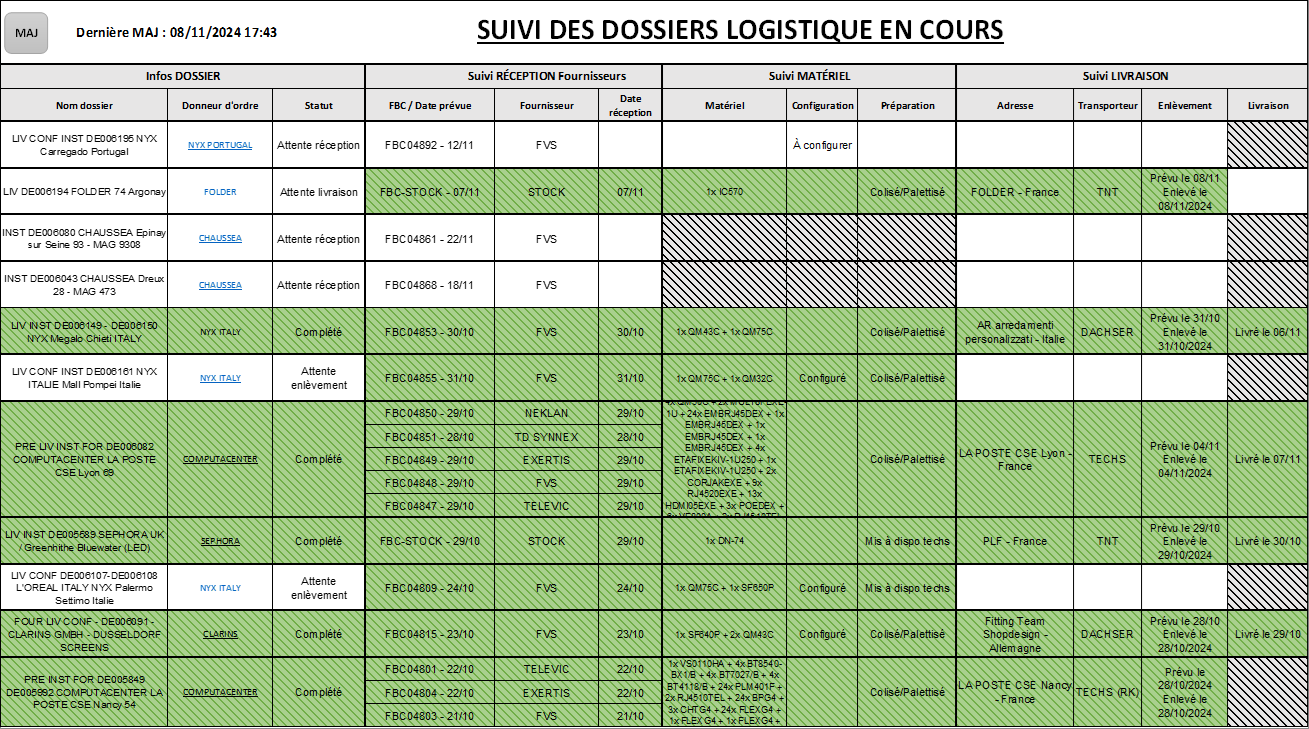 MAJ
Dernière MAJ : 08/11/2024 17:43
SUIVI DES DOSSIERS LOGISTIQUE EN COURS
Infos DOSSIER
Suivi RÉCEPTION Fournisseurs
Suivi MATÉRIEL
Suivi LIVRAISON
Nom dossier
Donneur d'ordre
Statut
FBC / Date prévue
Fournisseur
Date
réception
Matériel
Configuration
Préparation
Adresse
Transporteur
Enlèvement
Livraison
LIV CONF INST DE006195 NYX
Carregado Portugal
NYX PORTUGAL
Attente réception
FBC04892 - 12/11
FVS
À configurer
LIV DE006194 FOLDER 74 Argonay
FOLDER
Attente livraison
FBC-STOCK - 07/11
STOCK
07/11
1x IC570
Colisé/Palettisé
FOLDER - France
TNT
Prévu le 08/11
Enlevé le
08/11/2024
INST DE006080 CHAUSSEA Epinay
sur Seine 93 - MAG 9308
CHAUSSEA
Attente réception
FBC04861 - 22/11
FVS
INST DE006043 CHAUSSEA Dreux
28 - MAG 473
CHAUSSEA
Attente réception
FBC04868 - 18/11
FVS
LIV INST DE006149 - DE006150
NYX Megalo Chieti ITALY
NYX ITALY
Complété
FBC04853 - 30/10
FVS
30/10
1x QM43C + 1x QM75C
Colisé/Palettisé
AR arredamenti
personalizzati - Italie
DACHSER
Prévu le 31/10
Enlevé le
31/10/2024
Livré le 06/11
LIV CONF INST DE006161 NYX
ITALIE Mall Pompei Italie
NYX ITALY
Attente
enlèvement
FBC04855 - 31/10
FVS
31/10
1x QM75C + 1x QM32C
Configuré
Colisé/Palettisé
PRE LIV INST FOR DE006082
COMPUTACENTER LA POSTE
CSE Lyon 69
COMPUTACENTER
Complété
FBC04850 - 29/10
NEKLAN
29/10
FBC04851 - 28/10
TD SYNNEX
28/10
FBC04849 - 29/10
EXERTIS
29/10
FBC04848 - 29/10
FVS
29/10
FBC04847 - 29/10
TELEVIC
29/10
1U + 24x EMBRJ45DEX + 1x
EMBRJ45DEX + 1x
EMBRJ45DEX + 1x
EMBRJ45DEX + 4x
ETAFIXEKIV-1U250 + 1x
ETAFIXEKIV-1U250 + 2x
CORJAKEXE + 9x
RJ4520EXE + 13x
HDMI05EXE + 3x POEDEX +
Colisé/Palettisé
LA POSTE CSE Lyon -
France
TECHS
Prévu le 04/11
Enlevé le
04/11/2024
Livré le 07/11
LIV INST DE005589 SEPHORA UK
/ Greenhithe Bluewater (LED)
SEPHORA
Complété
FBC-STOCK - 29/10
STOCK
29/10
1x DN-74
Mis à dispo techs
PLF - France
TNT
Prévu le 29/10
Enlevé le
29/10/2024
Livré le 30/10
LIV CONF DE006107-DE006108
L'OREAL ITALY NYX Palermo
Settimo Italie
NYX ITALY
Attente
enlèvement
FBC04809 - 24/10
FVS
24/10
1x QM75C + 1x SF650P
Configuré
Mis à dispo techs
FOUR LIV CONF - DE006091 -
CLARINS GMBH - DUSSELDORF
SCREENS
CLARINS
Complété
FBC04815 - 23/10
FVS
23/10
1x SF640P + 2x QM43C
Configuré
Colisé/Palettisé
Fitting Team
Shopdesign -
Allemagne
DACHSER
Prévu le 28/10
Enlevé le
28/10/2024
Livré le 29/10
PRE INST FOR DE005849
DE005992 COMPUTACENTER LA
POSTE CSE Nancy 54
COMPUTACENTER
Complété
FBC04801 - 22/10
TELEVIC
22/10
FBC04804 - 22/10
EXERTIS
22/10
FBC04803 - 21/10
FVS
21/10
1x VS0110HA + 4x BT8540-
BX1/B + 4x BT7027/B + 4x
BT4118/B + 24x PLM401F +
2x RJ4510TEL + 24x BPG4 +
3x CHTG4 + 24x FLEXG4 +
1x FLEXG4 + 1x FLEXG4 +
Colisé/Palettisé
LA POSTE CSE Nancy
- France
TECHS (RK)
Prévu le
28/10/2024
Enlevé le
28/10/2024